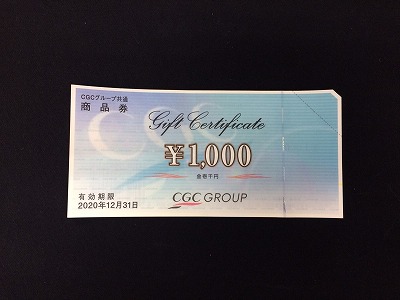 CGCグループ共通
商品券
Gift Certificate
¥1,000
金壱千円
有効期限
2020年12月31日
CGC GROUP